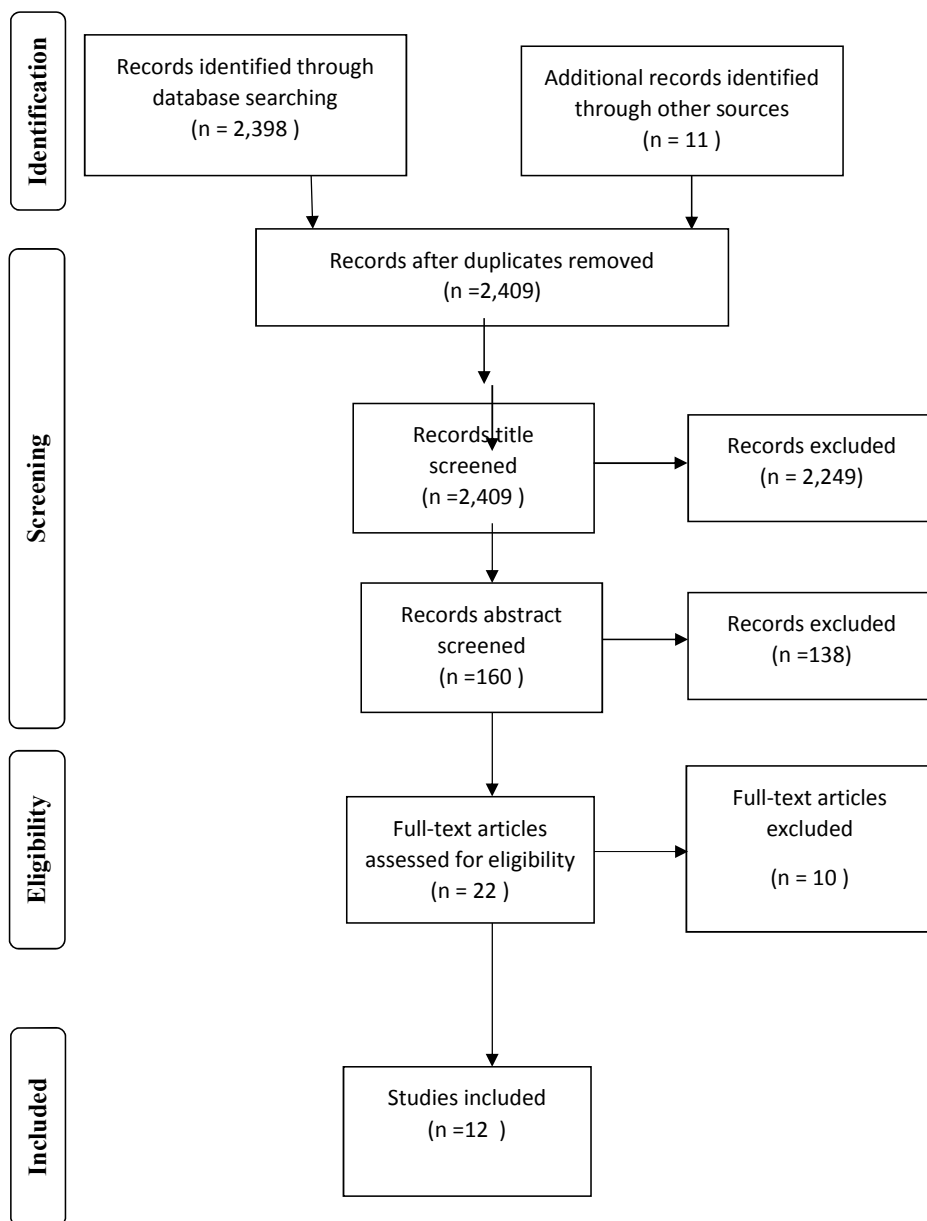 Identification
Records identified through
database searching
(n = 2,398 )
Additional records identified
through other sources
(n = 11 )
Screening
Records after duplicates removed
(n =2,409)
Records title
screened
(n =2,409 )
Records excluded
(n = 2,249)
Records abstract
screened
(n =160 )
Records excluded
(n =138)
Eligibility
Full-text articles
assessed for eligibility
(n = 22 )
Full-text articles
excluded
(n = 10 )
Included
Studies included
(n =12 )